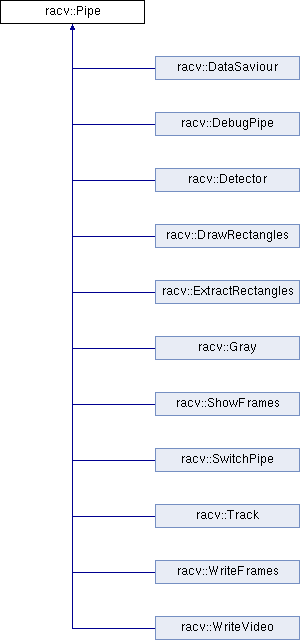 racv::Pipe
racv::DataSaviour
racv::DebugPipe
racv::Detector
racv::DrawRectangles
racv::ExtractRectangles
racv::Gray
racv::ShowFrames
racv::SwitchPipe
racv::Track
racv::WriteFrames
racv::WriteVideo